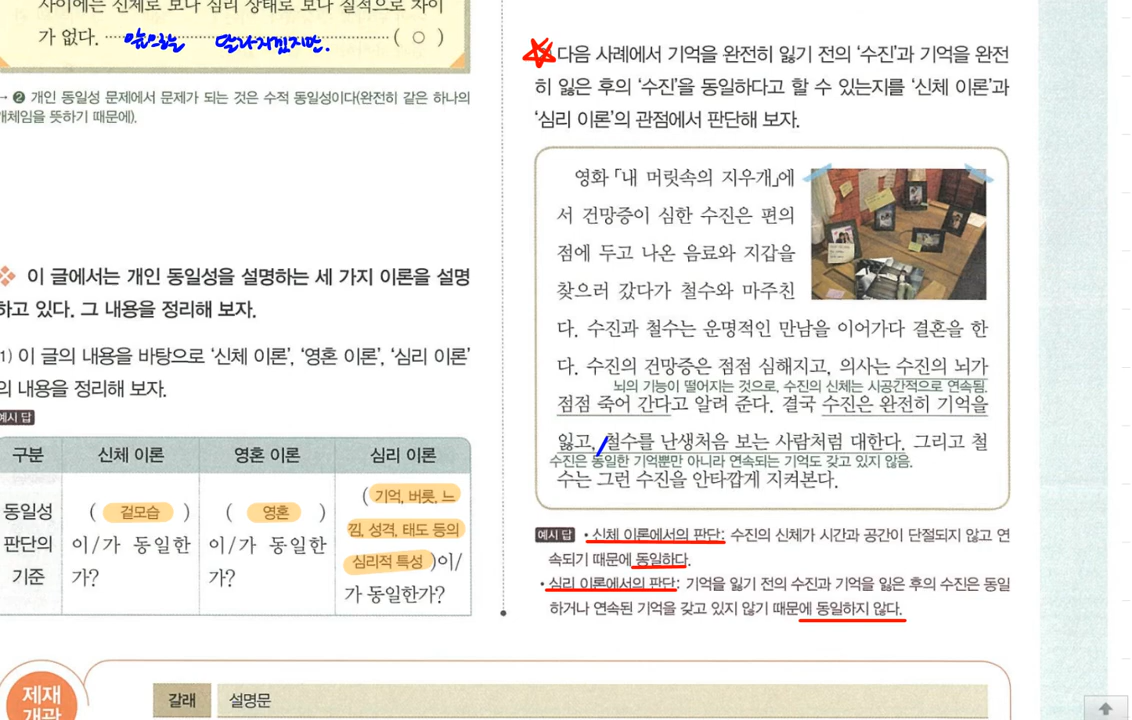 사이에는 신체로 보나 심리 상태로 보나 질적으로 차이
가 없다. ( ○ )
겉모습은 달라지겠지만.
→ ❷ 개인 동일성 문제에서 문제가 되는 것은 수적 동일성이다(완전히 같은 하나의
개체임을 뜻하기 때문에).
❖ 이 글에서는 개인 동일성을 설명하는 세 가지 이론을 설명
하고 있다. 그 내용을 정리해 보자.
(1) 이 글의 내용을 바탕으로 ‘신체 이론’, ‘영혼 이론’, ‘심리 이론’
의 내용을 정리해 보자.
예시 답
구분 신체 이론 영혼 이론 심리 이론
동일성 판단의 기준
( 겉모습 )
이/가 동일한
가?
( 영혼 )
이/가 동일한
가?
( 기억, 버릇, 느
낌, 성격, 태도 등의
심리적 특성 )이/
가 동일한가?
다음 사례에서 기억을 완전히 잃기 전의 ‘수진’과 기억을 완전
히 잃은 후의 ‘수진’을 동일하다고 할 수 있는지를 ‘신체 이론’과
‘심리 이론’의 관점에서 판단해 보자.
영화 「내 머릿속의 지우개」에
서 건망증이 심한 수진은 편의
점에 두고 나온 음료와 지갑을
찾으러 갔다가 철수와 마주친
다. 수진과 철수는 운명적인 만남을 이어가다 결혼을 한
다. 수진의 건망증은 점점 심해지고, 의사는 수진의 뇌가
뇌의 기능이 떨어지는 것으로, 수진의 신체는 시공간적으로 연속됨.
점점 죽어 간다고 알려 준다. 결국 수진은 완전히 기억을
잃고, 철수를 난생처음 보는 사람처럼 대한다. 그리고 철
수진은 동일한 기억뿐만 아니라 연속되는 기억도 갖고 있지 않음.
수는 그런 수진을 안타깝게 지켜본다.
예시 답 • 신체 이론에서의 판단: 수진의 신체가 시간과 공간이 단절되지 않고 연
속되기 때문에 동일하다.
• 심리 이론에서의 판단: 기억을 잃기 전의 수진과 기억을 잃은 후의 수진은 동일
하거나 연속된 기억을 갖고 있지 않기 때문에 동일하지 않다.
제재
개관
갈래 설명문